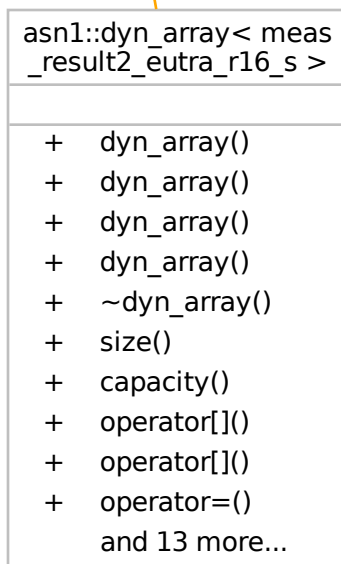 asn1::dyn_array< meas
_result2_eutra_r16_s >
+ dyn_array()
+ dyn_array()
+ dyn_array()
+ dyn_array()
+ ~dyn_array()
+ size()
+ capacity()
+ operator[]()
+ operator[]()
+ operator=()
and 13 more...